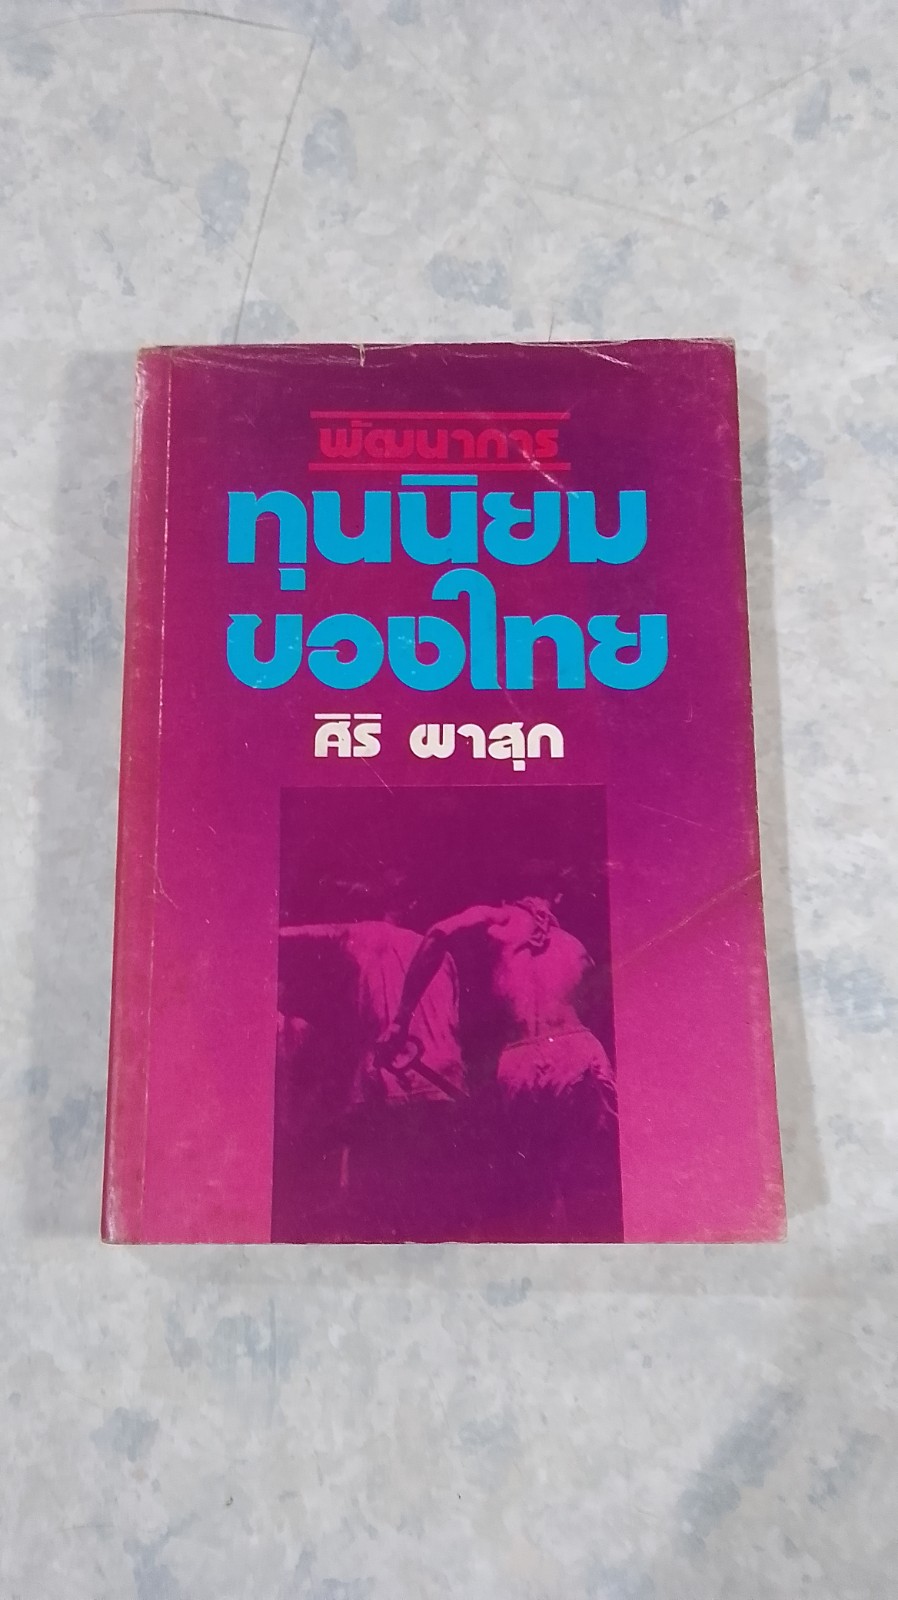 พัฒนาการ
ทุนนิยม
ของไทย
ศิริ ผาสุก